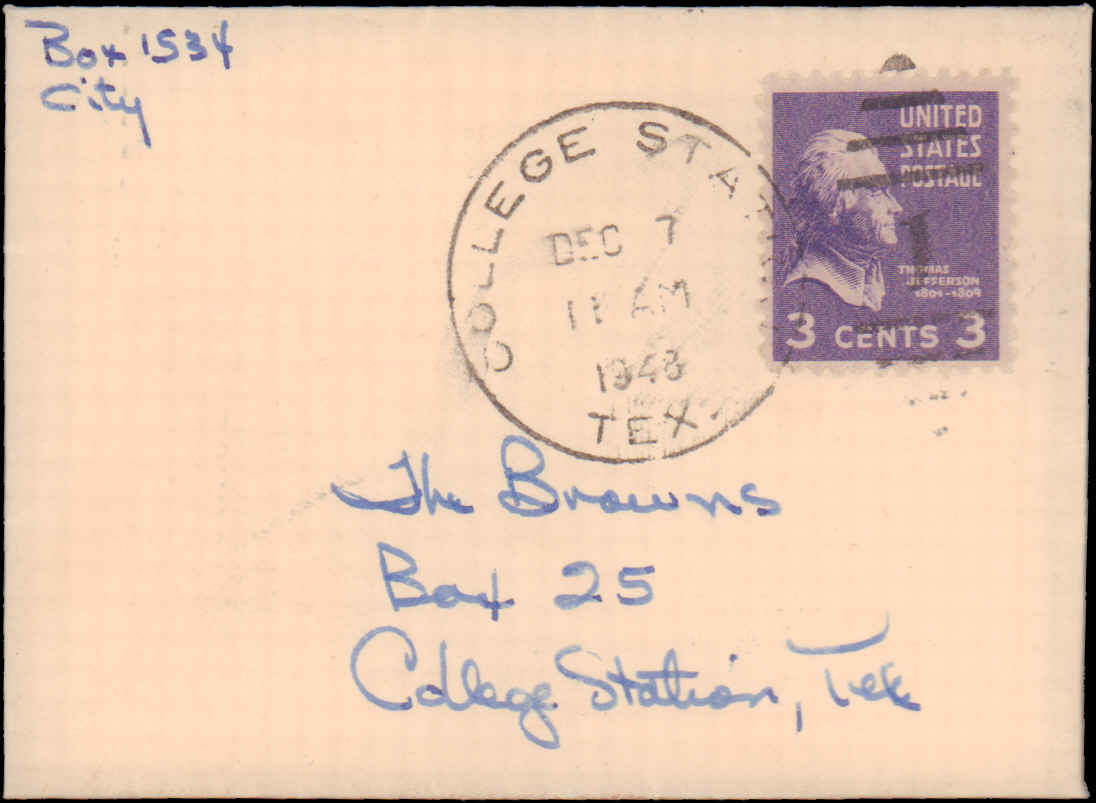 Box 1534
City
COLLEGE STATION
DEC 7
11 AM
1948
TEX.
UNITED
STATES
POSTAGE
1
THOMAS
JEFFERSON
1801-1809
3 CENTS 3
The Browns
Box 25
College Station, Tex